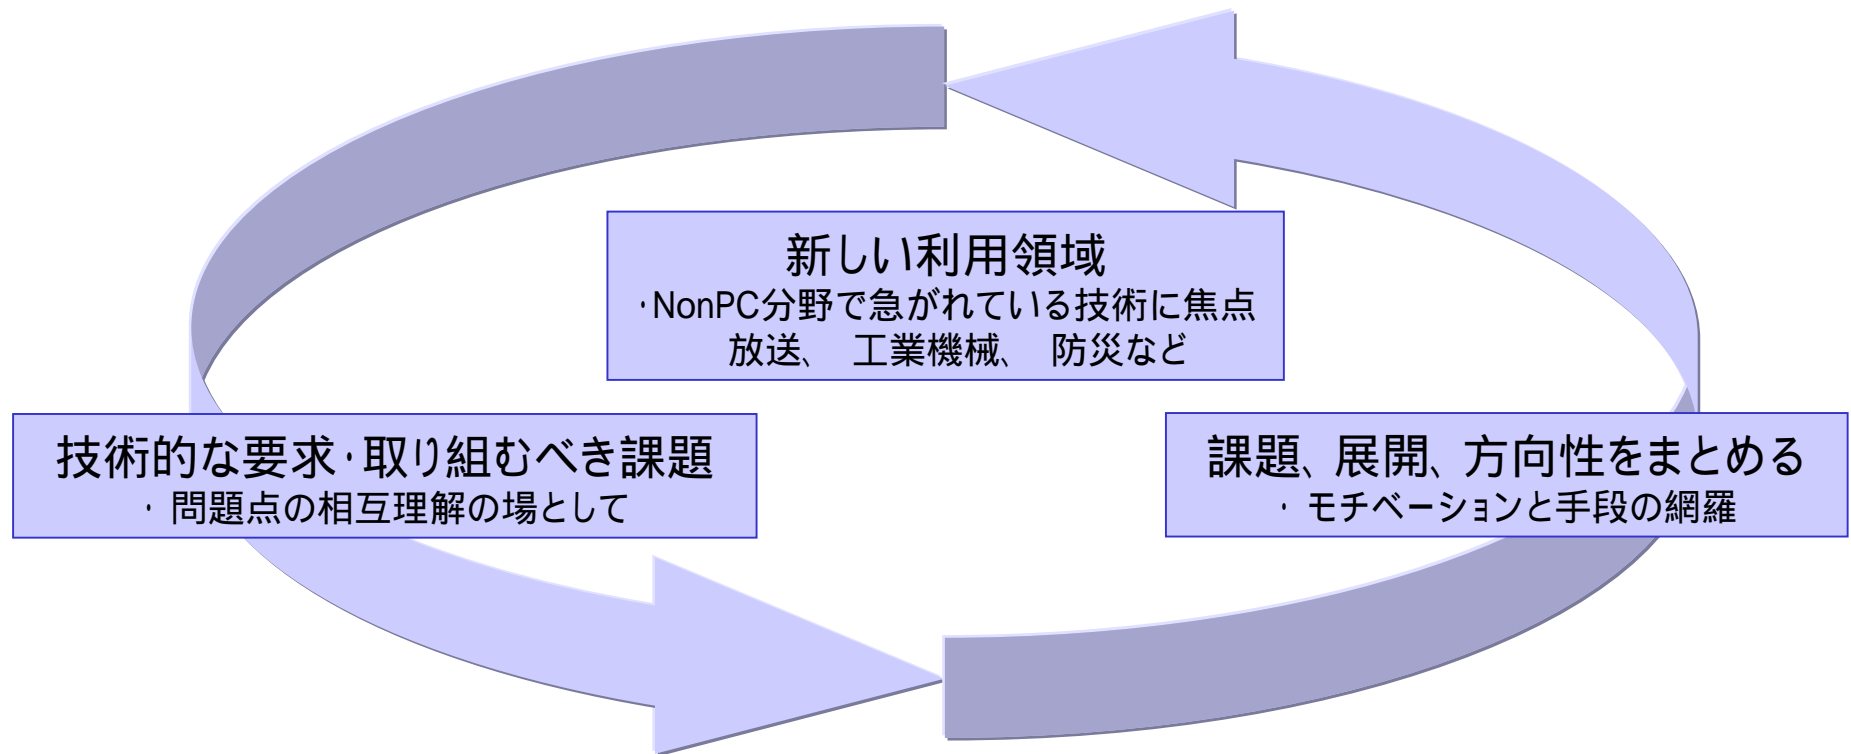 新しい利用領域
・NonPC分野で急がれている技術に焦点
放送、 工業機械、 防災など
技術的な要求・取り組むべき課題
・ 問題点の相互理解の場として
課題、展開、方向性をまとめる
・ モチベーションと手段の網羅